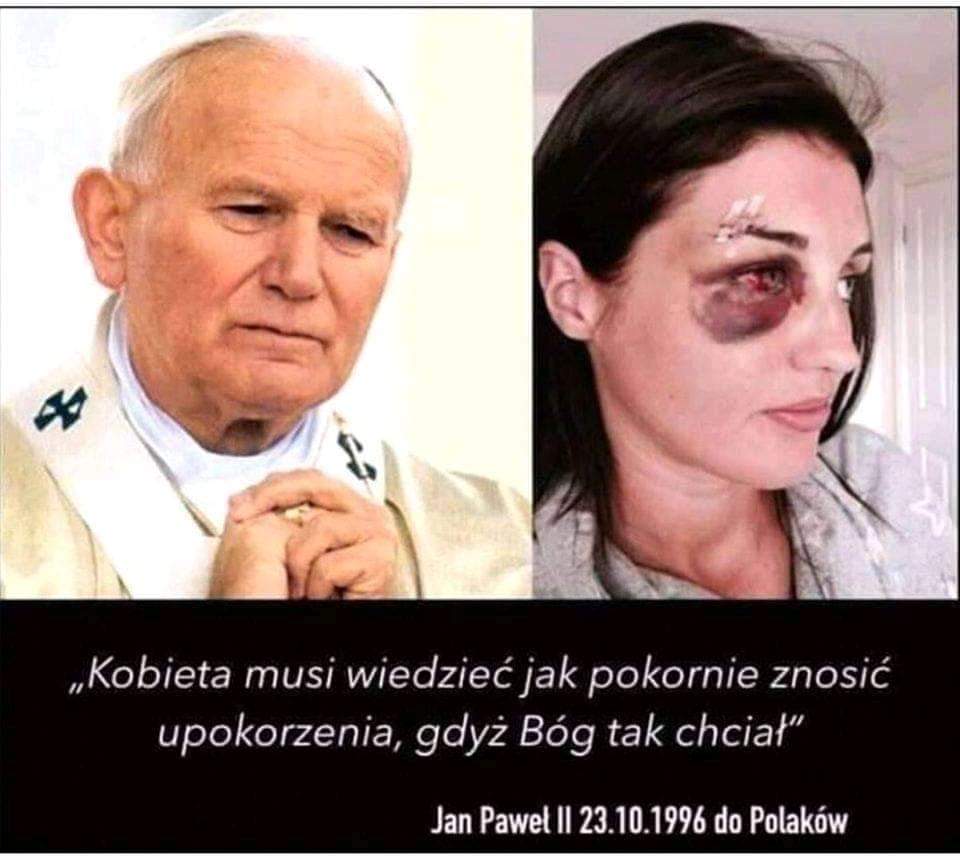 „Kobieta musi wiedzieć jak pokornie znosić
upokorzenia, gdyż Bóg tak chciał”
Jan Paweł II 23.10.1996 do Polaków